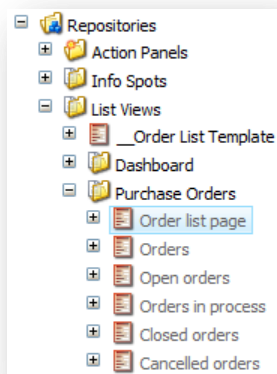 Repositories
Action Panels
Info Spots
List Views
__Order List Template
Dashboard
Purchase Orders
Order list page
Orders
Open orders
Orders in process
Closed orders
Cancelled orders